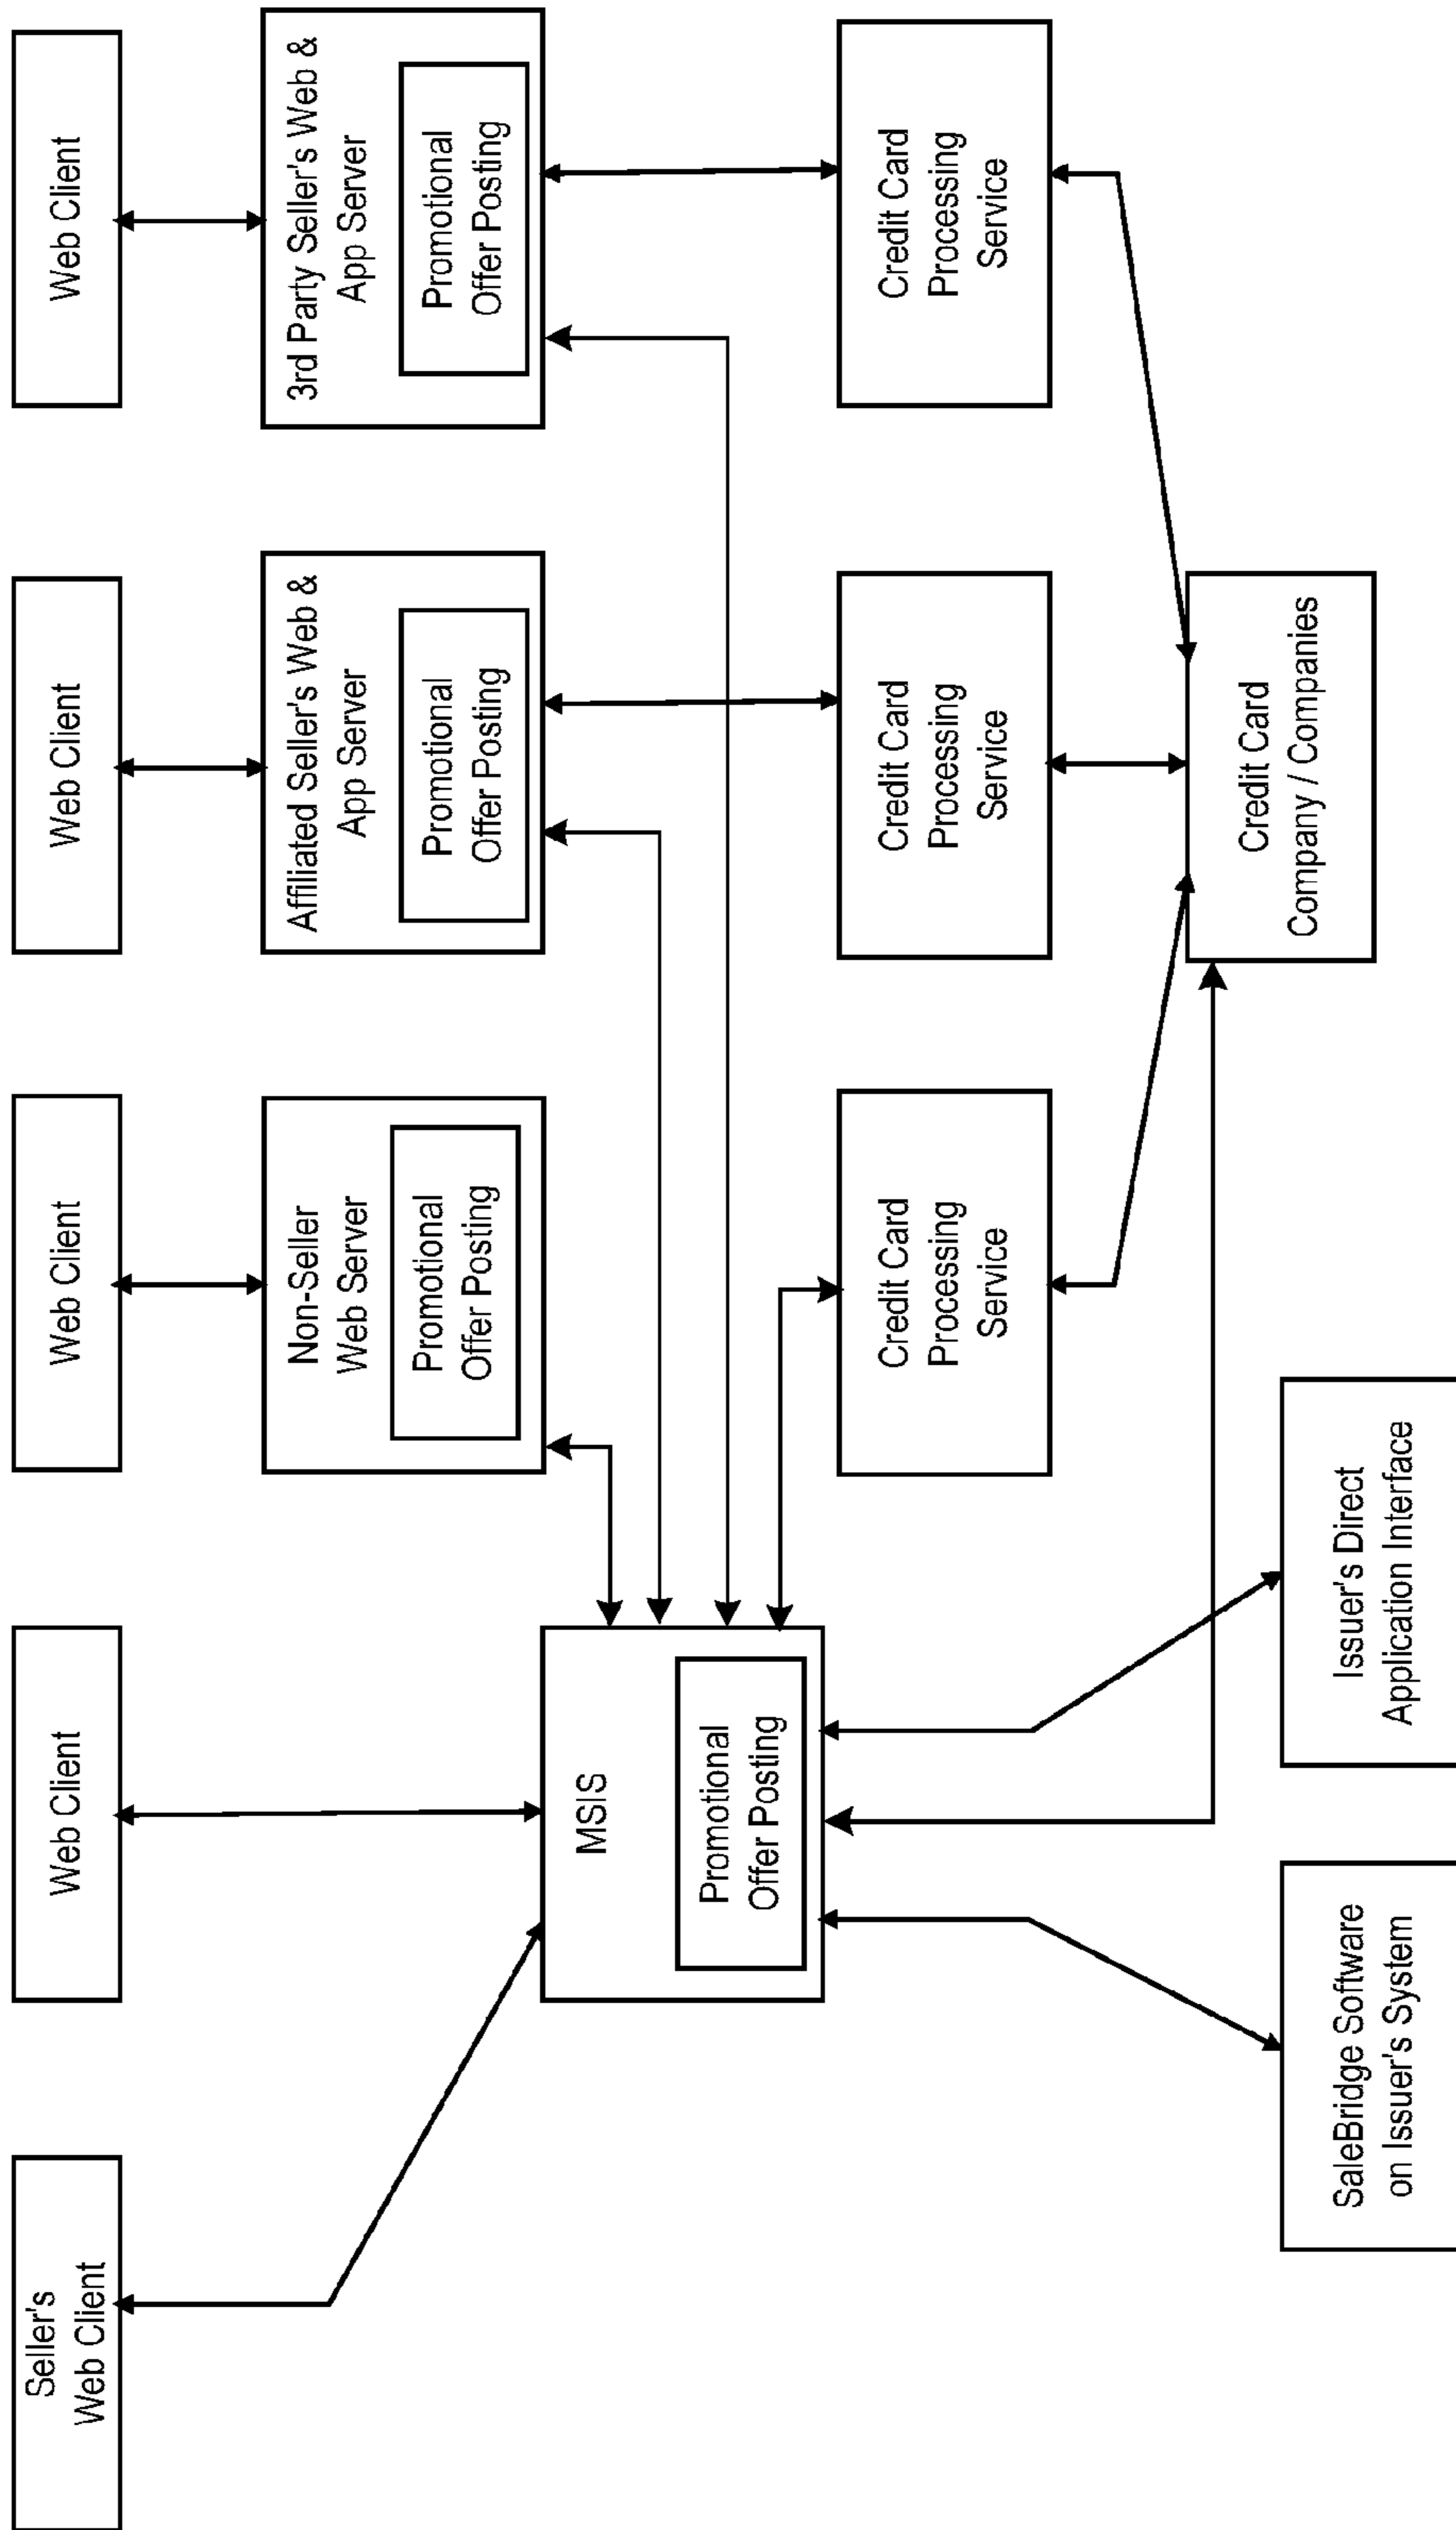 Seller's
Web Client
Web Client
Web Client
Web Client
Web Client
MSIS
Promotional
Offer Posting
Non-Seller
Web Server
Promotional
Offer Posting
Affiliated Seller's Web &
App Server
Promotional
Offer Posting
3rd Party Seller's Web &
App Server
Promotional
Offer Posting
Credit Card
Processing
Service
Credit Card
Processing
Service
Credit Card
Processing
Service
SaleBridge Software
on Issuer's System
Issuer's Direct
Application Interface
Credit Card
Company / Companies